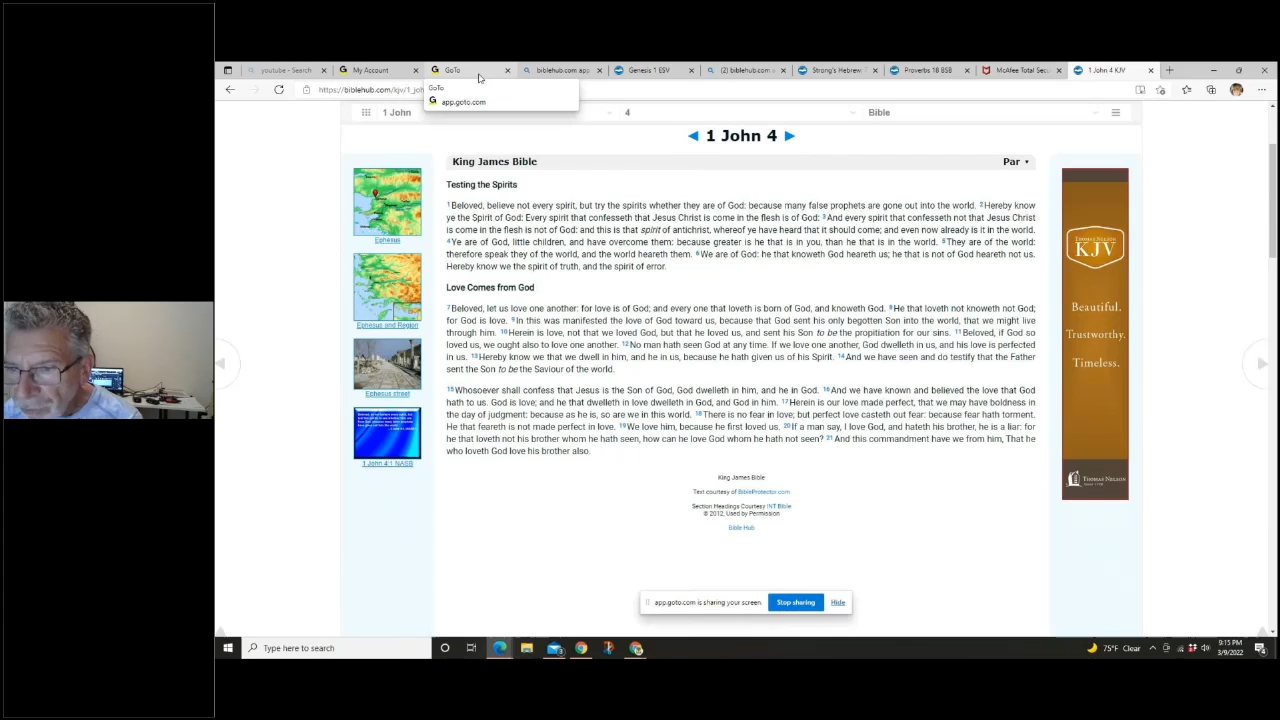 youtube - Search
My Account
GoTo
biblehub.com app
Genesis 1 ESV
(2) biblehub.com a
Strong's Hebrew: 7
Proverbs 18 BSB
McAfee Total Secu
1 John 4 KJV
https://biblehub.com/kjv/1_joh
GoTo
app.goto.com
1 John
4
Bible
1 John 4
King James Bible
Par
Testing the Spirits
1Beloved, believe not every spirit, but try the spirits whether they are of God: because many false prophets are gone out into the world. 2Hereby know
ye the Spirit of God: Every spirit that confesseth that Jesus Christ is come in the flesh is of God: 3And every spirit that confesseth not that Jesus Christ
is come in the flesh is not of God: and this is that spirit of antichrist, whereof ye have heard that it should come; and even now already is it in the world.
4Ye are of God, little children, and have overcome them: because greater is he that is in you, than he that is in the world. 5They are of the world:
therefore speak they of the world, and the world heareth them. 6We are of God: he that knoweth God heareth us; he that is not of God heareth not us.
Hereby know we the spirit of truth, and the spirit of error.
Love Comes from God
7Beloved, let us love one another: for love is of God; and every one that loveth is born of God, and knoweth God. 8He that loveth not knoweth not God;
for God is love. 9In this was manifested the love of God toward us, because that God sent his only begotten Son into the world, that we might live
through him. 10Herein is love, not that we loved God, but that he loved us, and sent his Son to be the propitiation for our sins. 11Beloved, if God so
loved us, we ought also to love one another. 12No man hath seen God at any time. If we love one another, God dwelleth in us, and his love is perfected
in us. 13Hereby know we that we dwell in him, and he in us, because he hath given us of his Spirit. 14And we have seen and do testify that the Father
sent the Son to be the Saviour of the world.
15Whosoever shall confess that Jesus is the Son of God, God dwelleth in him, and he in God. 16And we have known and believed the love that God
hath to us. God is love; and he that dwelleth in love dwelleth in God, and God in him. 17Herein is our love made perfect, that we may have boldness in
the day of judgment: because as he is, so are we in this world. 18There is no fear in love; but perfect love casteth out fear: because fear hath torment.
He that feareth is not made perfect in love. 19We love him, because he first loved us. 20If a man say, I love God, and hateth his brother, he is a liar: for
he that loveth not his brother whom he hath seen, how can he love God whom he hath not seen? 21And this commandment have we from him, That he
who loveth God love his brother also.
King James Bible
Text courtesy of BibleProtector.com
Section Headings Courtesy INT Bible
© 2012, Used by Permission
Bible Hub
Ephesus
Ephesus and Region
Ephesus street
1 John 4:1 NASB
THOMAS NELSON
KJV
Beautiful.
Trustworthy.
Timeless.
THOMAS NELSON
app.goto.com is sharing your screen.
Stop sharing
Hide
Type here to search
75°F Clear
9:15 PM
3/9/2022